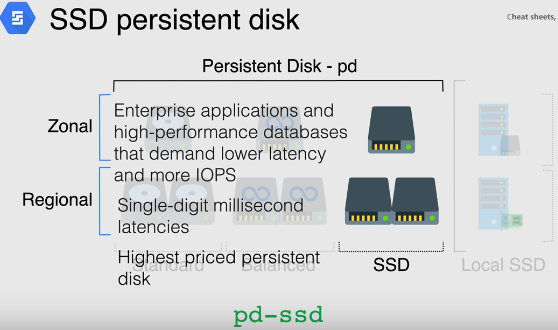 SSD persistent disk
Cheat sheets,
Persistent Disk - pd
Zonal
Enterprise applications and
high-performance databases
that demand lower latency
and more IOPS
Regional
Single-digit millisecond
latencies
Highest priced persistent
disk
Standard
Balanced
SSD
Local SSD
pd-ssd